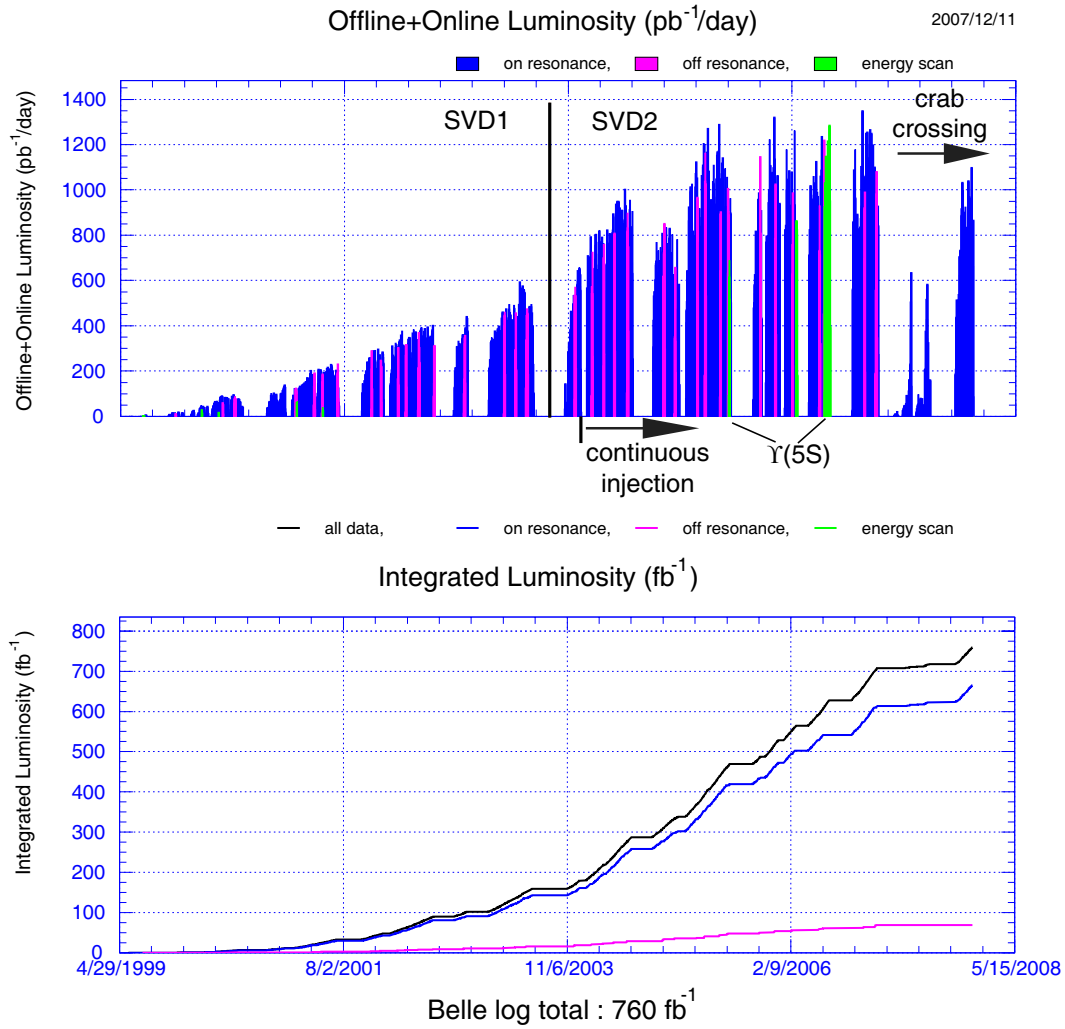 Offline+Online Luminosity (pb-1/day)
2007/12/11
on resonance, off resonance, energy scan
Offline+Online Luminosity (pb-1/day)
1400
1200
1000
800
600
400
200
0
SVD1
SVD2
crab
crossing
continuous
injection
ϒ(5S)
all data, on resonance, off resonance, energy scan
Integrated Luminosity (fb-1)
Integrated Luminosity (fb-1)
800
700
600
500
400
300
200
100
0
4/29/1999 8/2/2001 11/6/2003 2/9/2006 5/15/2008
Belle log total : 760 fb-1